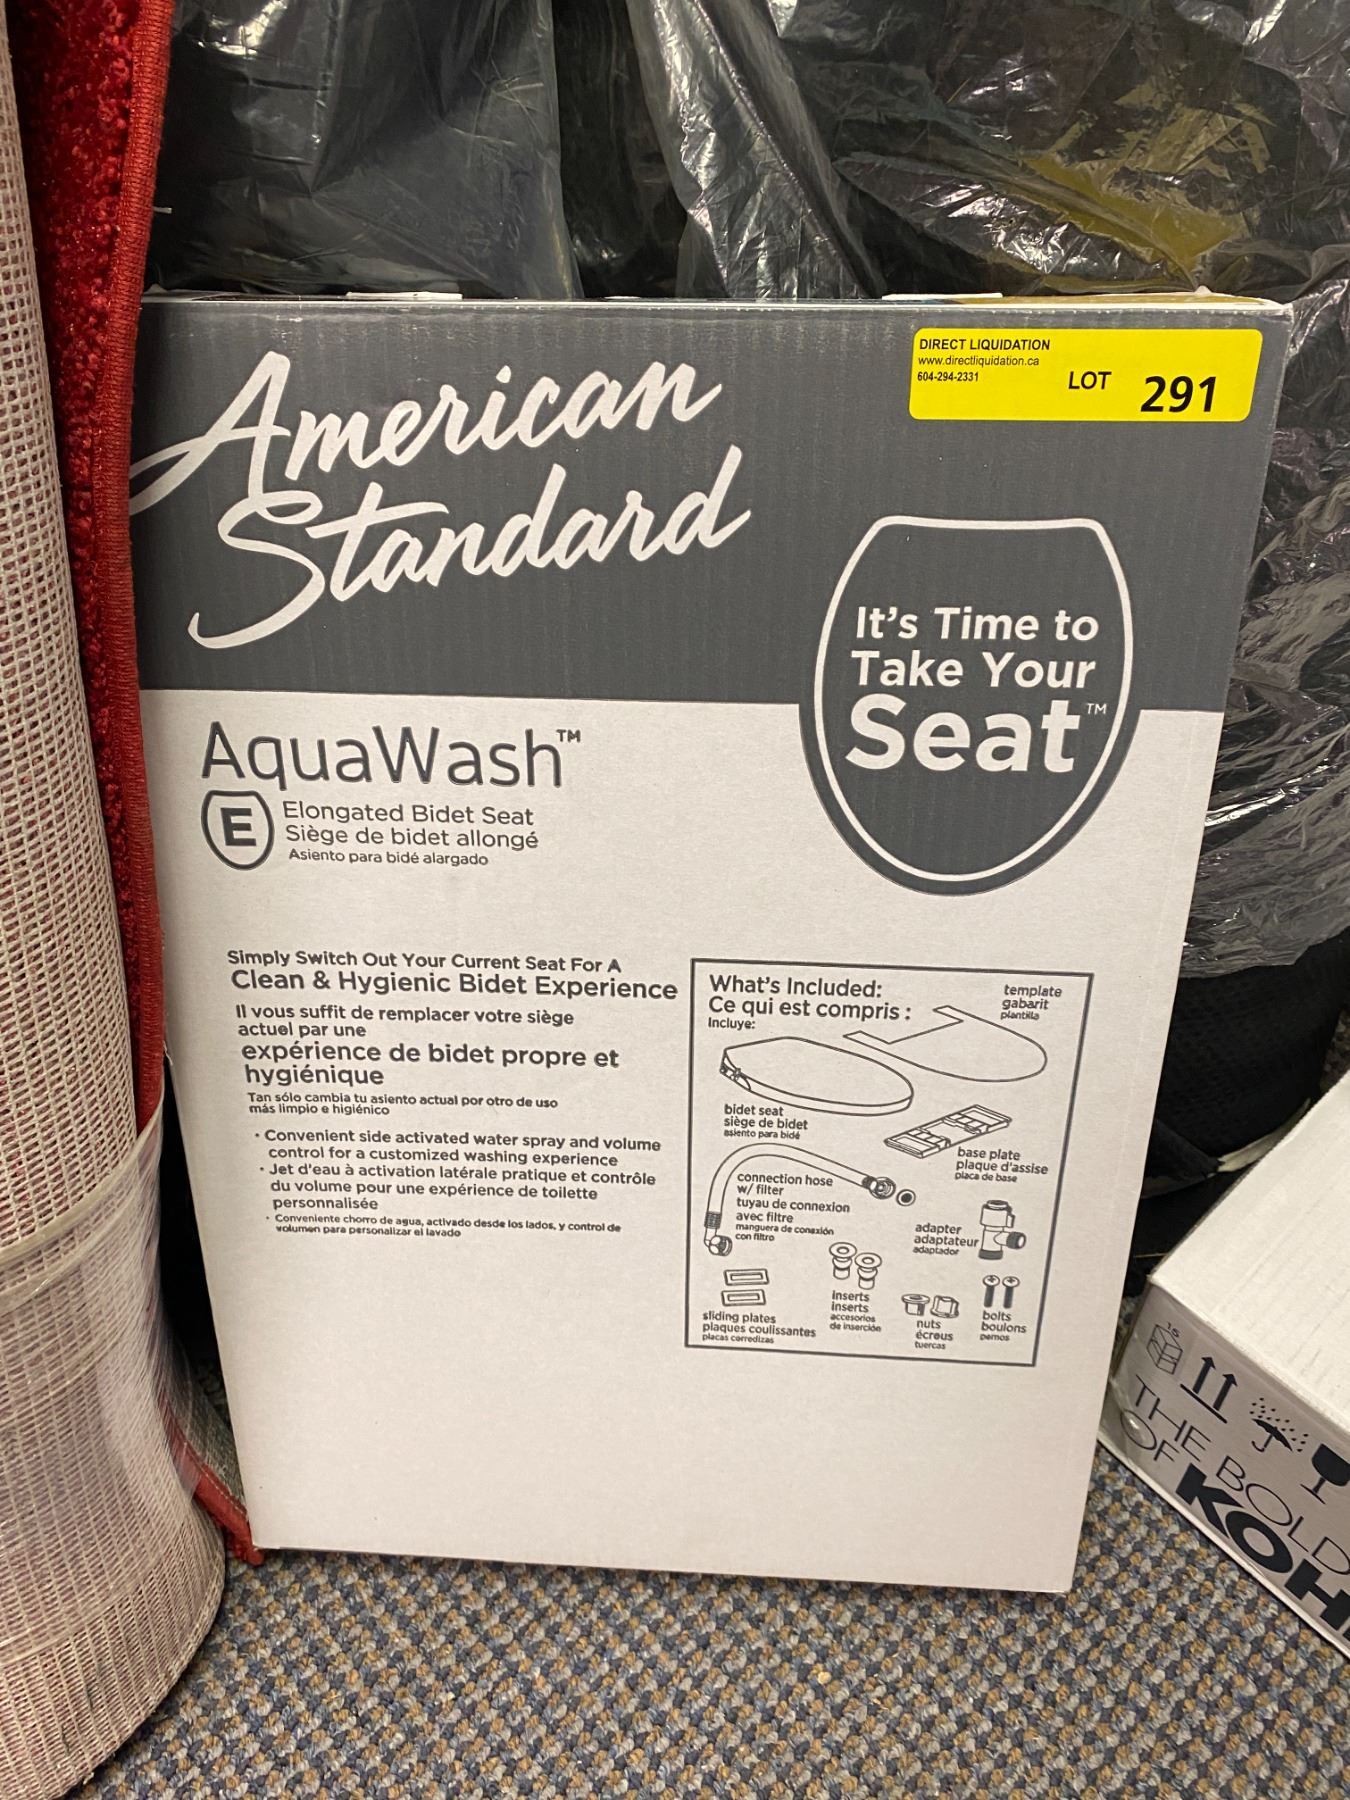 DIRECT LIQUIDATION
www.directliquidation.ca
604-294-2331
LOT 291
American
Standard
It's Time to
Take Your
Seat™
AquaWash™
E
Elongated Bidet Seat
Siège de bidet allongé
Asiento para bidé alargado
Simply Switch Out Your Current Seat For A
Clean & Hygienic Bidet Experience
Il vous suffit de remplacer votre siège
actuel par une
expérience de bidet propre et
hygiénique
Tan sólo cambia tu asiento actual por otro de uso
más limpio e higiénico
• Convenient side activated water spray and volume
control for a customized washing experience
• Jet d'eau à activation latérale pratique et contrôle
du volume pour une expérience de toilette
personnalisée
• Conveniente chorro de agua, activado desde los lados, y control de
volumen para personalizar el lavado
What's Included:
Ce qui est compris :
Incluye:
template
gabarit
plantilla
bidet seat
siège de bidet
asiento para bidé
base plate
plaque d'assise
placa de base
connection hose
w/ filter
tuyau de connexion
avec filtre
manguera de conexión
con filtro
adapter
adaptateur
adaptador
sliding plates
plaques coulissantes
placas corredizas
inserts
inserts
accesorios
de inserción
nuts
écrous
tuercas
bolts
boulons
pernos
16
THE BOLD
OF
KOH